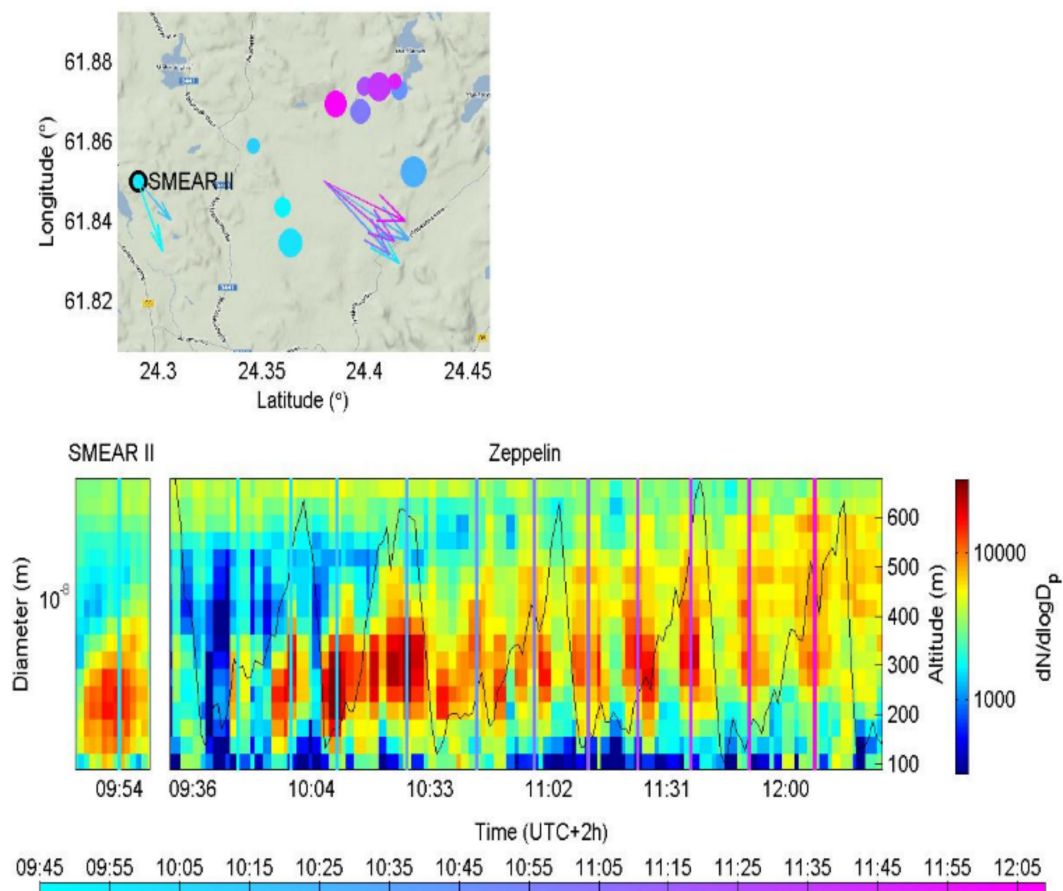 61.88
61.86
61.84
61.82
Longitude (°)
SMEAR II
24.3 24.35 24.4 24.45
Latitude (°)
SMEAR II Zeppelin
Diameter (m)
10⁻⁸
600
500
400
300
200
100
Altitude (m)
10000
1000
dN/dlogDp
09:54 09:36 10:04 10:33 11:02 11:31 12:00
Time (UTC+2h)
09:45 09:55 10:05 10:15 10:25 10:35 10:45 10:55 11:05 11:15 11:25 11:35 11:45 11:55 12:05